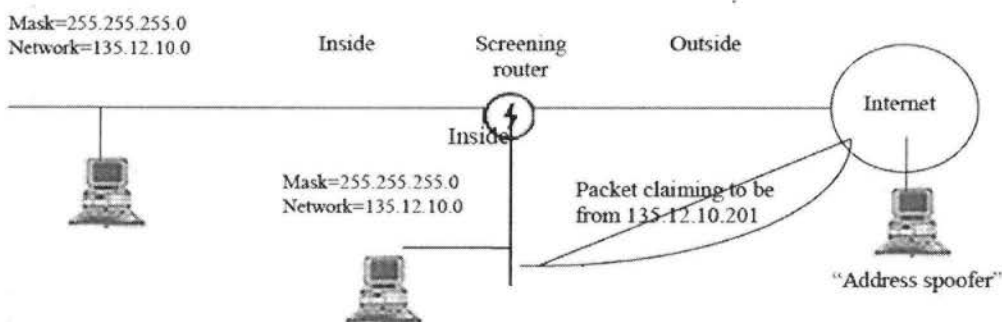 Mask=255.255.255.0
Network=135.12.10.0
Inside
Screening
router
Outside
Internet
Inside
Mask=255.255.255.0
Network=135.12.10.0
Packet claiming to be
from 135.12.10.201
“Address spoofer”